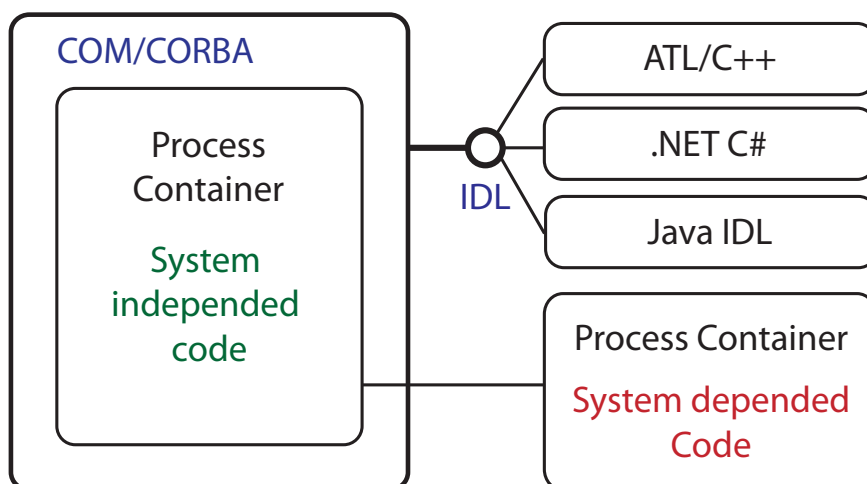 COM/CORBA
Process
Container
System
independed
code
IDL
ATL/C++
.NET C#
Java IDL
Process Container
System depended
Code